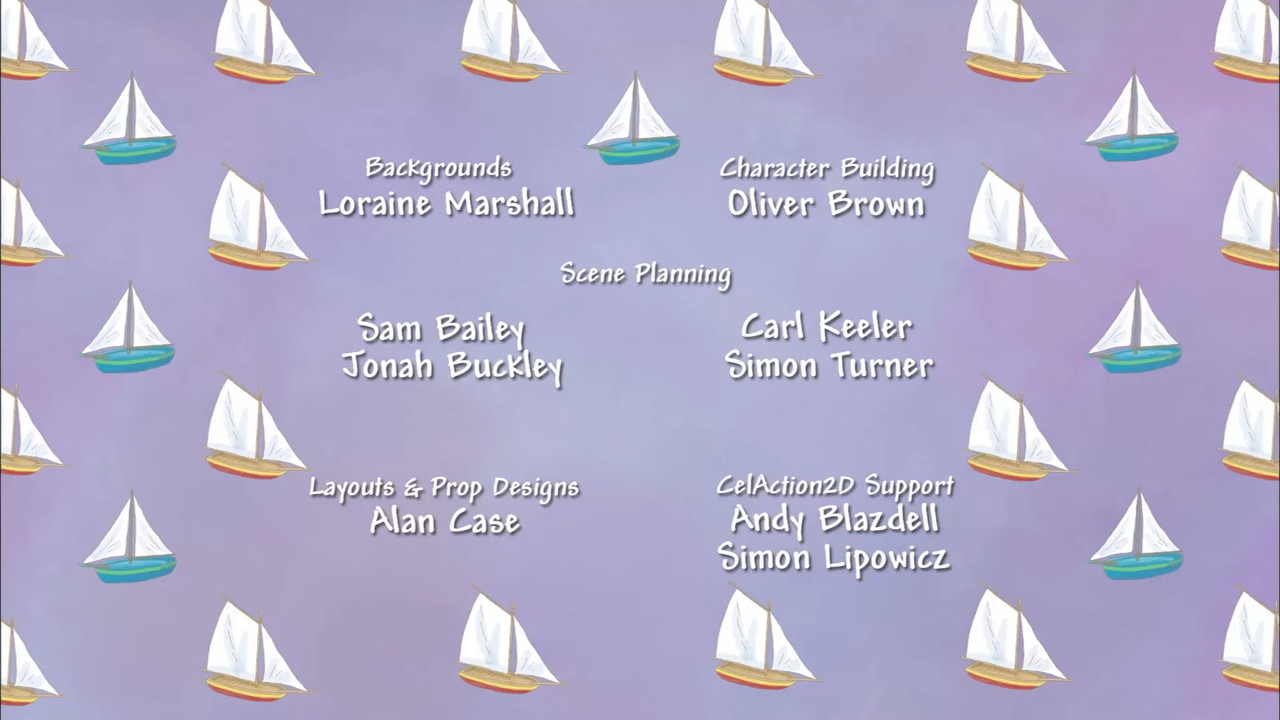 Backgrounds
Loraine Marshall
Character Building
Oliver Brown
Scene Planning
Sam Bailey
Jonah Buckley
Carl Keeler
Simon Turner
Layouts & Prop Designs
Alan Case
CelAction2D Support
Andy Blazdell
Simon Lipowicz